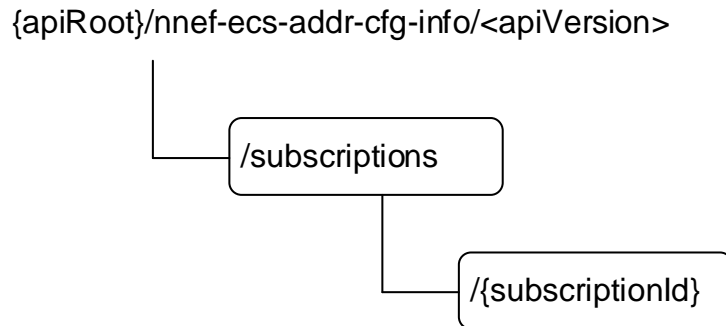 {apiRoot}/nnef-ecs-addr-cfg-info/<apiVersion>
/subscriptions
/{subscriptionId}